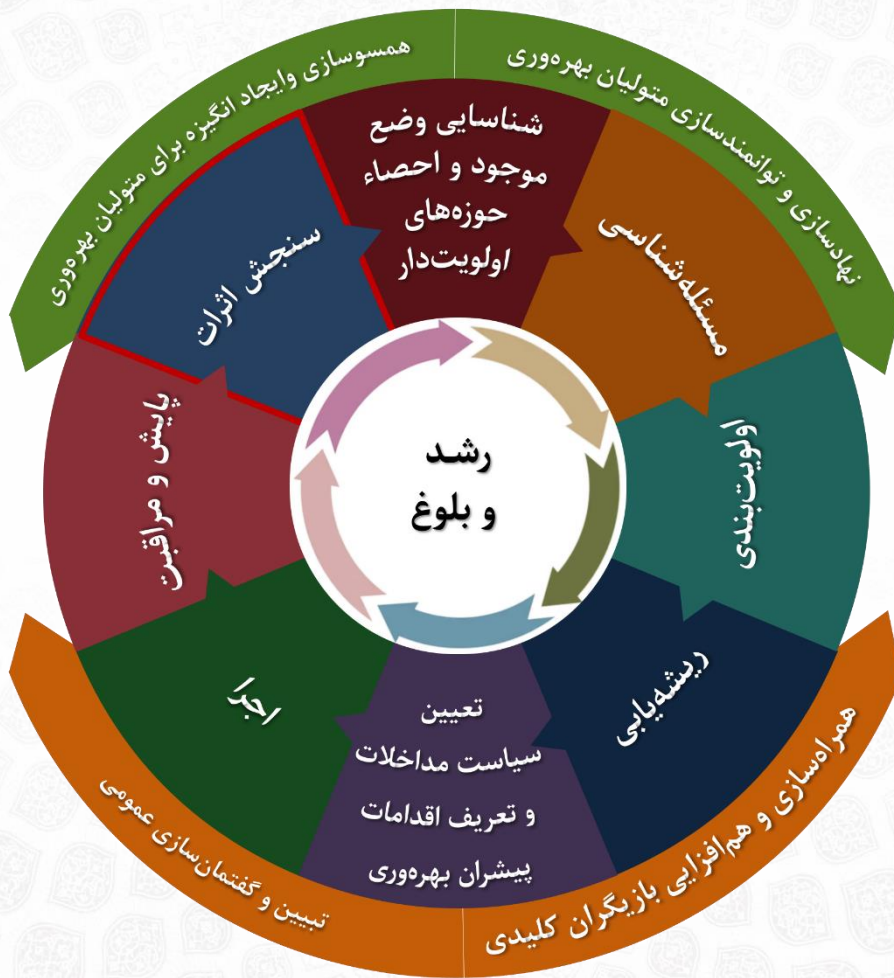 همسوسازی وایجاد انگیزه برای متولیان بهره‌وری
نهادسازی و توانمندسازی متولیان بهره‌وری
شناسایی وضع
موجود و احصاء
حوزه‌های
اولویت‌دار
مسئله‌شناسی
اولویت‌بندی
ریشه‌یابی
تعیین
سیاست مداخلات
و تعریف اقدامات
پیشران بهره‌وری
اجرا
پایش و مراقبت
سنجش اثرات
رشد
و بلوغ
همراه‌سازی و هم‌افزایی بازیگران کلیدی
تبیین و گفتمان‌سازی عمومی